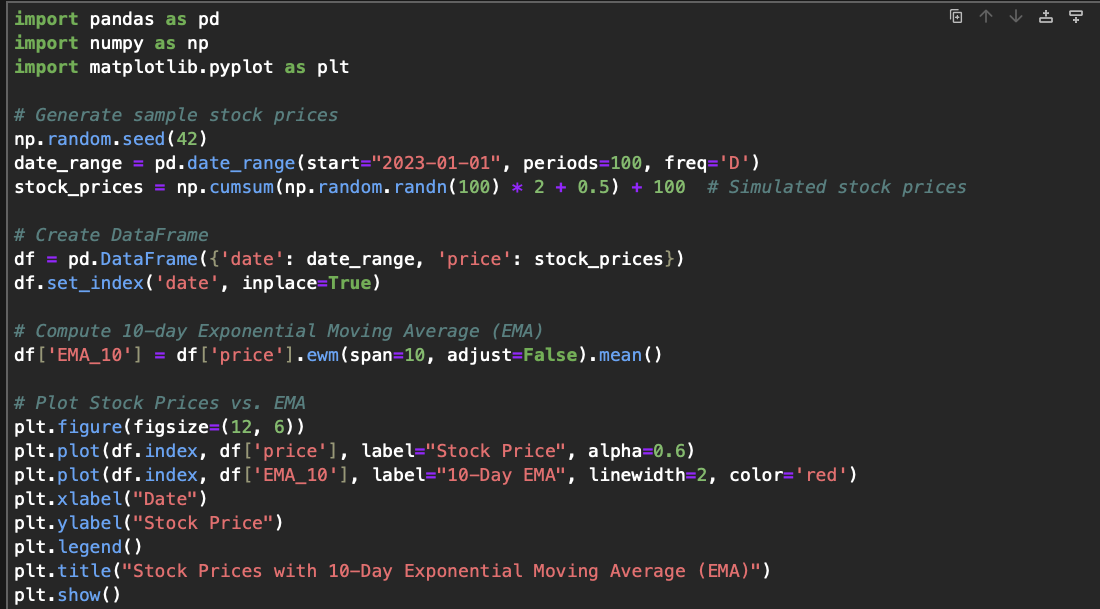 import pandas as pd
import numpy as np
import matplotlib.pyplot as plt
# Generate sample stock prices
np.random.seed(42)
date_range = pd.date_range(start="2023-01-01", periods=100, freq='D')
stock_prices = np.cumsum(np.random.randn(100) * 2 + 0.5) + 100  # Simulated stock prices
# Create DataFrame
df = pd.DataFrame({'date': date_range, 'price': stock_prices})
df.set_index('date', inplace=True)
# Compute 10-day Exponential Moving Average (EMA)
df['EMA_10'] = df['price'].ewm(span=10, adjust=False).mean()
# Plot Stock Prices vs. EMA
plt.figure(figsize=(12, 6))
plt.plot(df.index, df['price'], label="Stock Price", alpha=0.6)
plt.plot(df.index, df['EMA_10'], label="10-Day EMA", linewidth=2, color='red')
plt.xlabel("Date")
plt.ylabel("Stock Price")
plt.legend()
plt.title("Stock Prices with 10-Day Exponential Moving Average (EMA)")
plt.show()